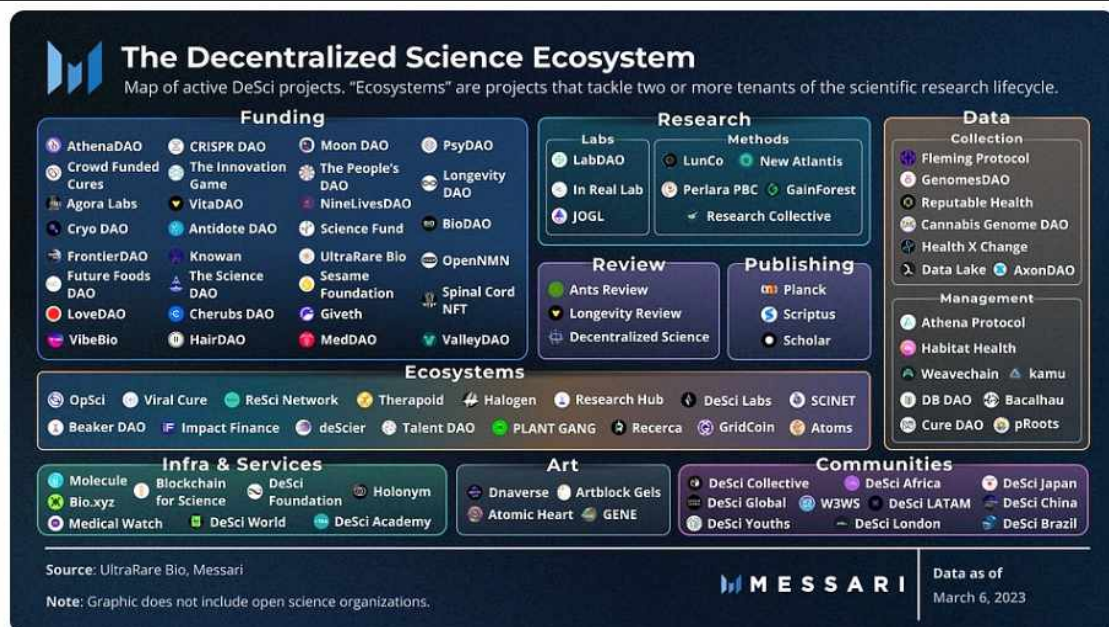 The Decentralized Science Ecosystem
Map of active DeSci projects. "Ecosystems" are projects that tackle two or more tenants of the scientific research lifecycle.
Funding
AthenaDAO
CRISPR DAO
Moon DAO
PsyDAO
Crowd Funded Cures
The Innovation Game
The People's DAO
Longevity DAO
Agora Labs
VitaDAO
NineLivesDAO
BioDAO
Cryo DAO
Antidote DAO
Science Fund
FrontierDAO
Knowan
UltraRare Bio
OpenNMN
Future Foods DAO
The Science DAO
Sesame Foundation
Spinal Cord NFT
LoveDAO
Cherubs DAO
Giveth
VibeBio
HairDAO
MedDAO
ValleyDAO
Research
Labs
LabDAO
In Real Lab
JOGL
Methods
LunCo
New Atlantis
Perlara PBC
GainForest
Research Collective
Review
Ants Review
Longevity Review
Decentralized Science
Publishing
Planck
Scriptus
Scholar
Data
Collection
Fleming Protocol
GenomesDAO
Reputable Health
Cannabis Genome DAO
Health X Change
Data Lake
AxonDAO
Management
Athena Protocol
Habitat Health
Weavechain
kamu
DB DAO
Bacalhau
Cure DAO
pRoots
Ecosystems
OpSci
Viral Cure
ReSci Network
Therapoid
Halogen
Research Hub
DeSci Labs
SCINET
Beaker DAO
Impact Finance
deScier
Talent DAO
PLANT GANG
Recerca
GridCoin
Atoms
Infra & Services
Molecule
Blockchain for Science
DeSci Foundation
Holonym
Bio.xyz
Medical Watch
DeSci World
DeSci Academy
Art
Dnaverse
Artblock Gels
Atomic Heart
GENE
Communities
DeSci Collective
DeSci Africa
DeSci Japan
DeSci Global
W3WS
DeSci LATAM
DeSci China
DeSci Youths
DeSci London
DeSci Brazil
Source: UltraRare Bio, Messari
Note: Graphic does not include open science organizations.
MESSARI
Data as of
March 6, 2023